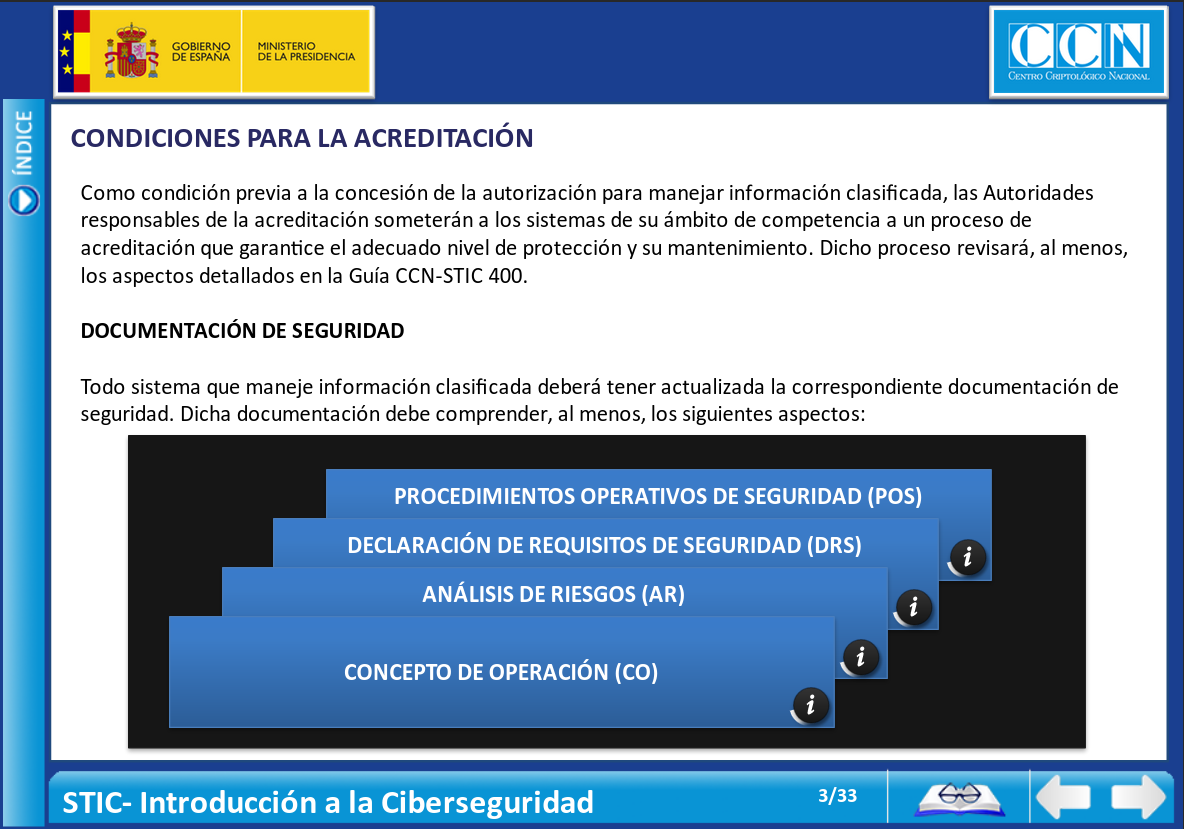 GOBIERNO
DE ESPAÑA
MINISTERIO
DE LA PRESIDENCIA
CCN
CENTRO CRIPTOLÓGICO NACIONAL
ÍNDICE
CONDICIONES PARA LA ACREDITACIÓN
Como condición previa a la concesión de la autorización para manejar información clasificada, las Autoridades
responsables de la acreditación someterán a los sistemas de su ámbito de competencia a un proceso de
acreditación que garantice el adecuado nivel de protección y su mantenimiento. Dicho proceso revisará, al menos,
los aspectos detallados en la Guía CCN-STIC 400.
DOCUMENTACIÓN DE SEGURIDAD
Todo sistema que maneje información clasificada deberá tener actualizada la correspondiente documentación de
seguridad. Dicha documentación debe comprender, al menos, los siguientes aspectos:
PROCEDIMIENTOS OPERATIVOS DE SEGURIDAD (POS)
i
DECLARACIÓN DE REQUISITOS DE SEGURIDAD (DRS)
i
ANÁLISIS DE RIESGOS (AR)
i
CONCEPTO DE OPERACIÓN (CO)
i
STIC- Introducción a la Ciberseguridad
3/33